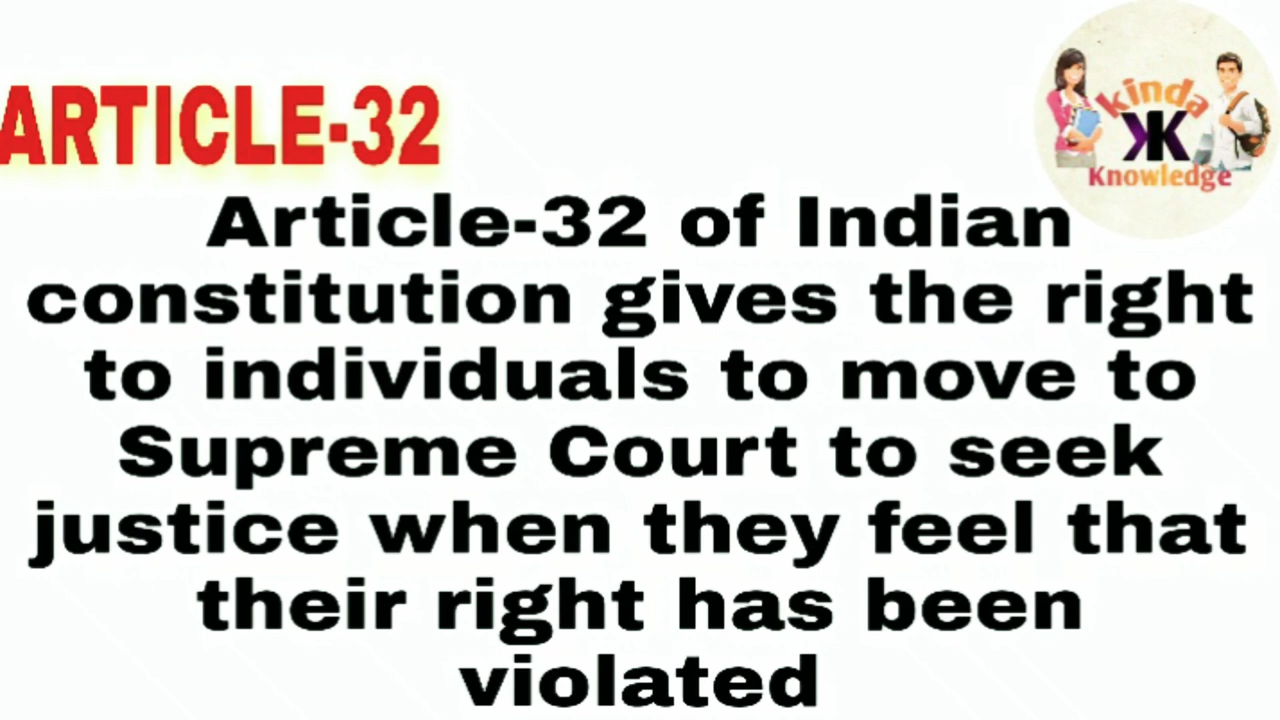 ARTICLE-32
kinda
KK
Knowledge
Article-32 of Indian
constitution gives the right
to individuals to move to
Supreme Court to seek
justice when they feel that
their right has been
violated